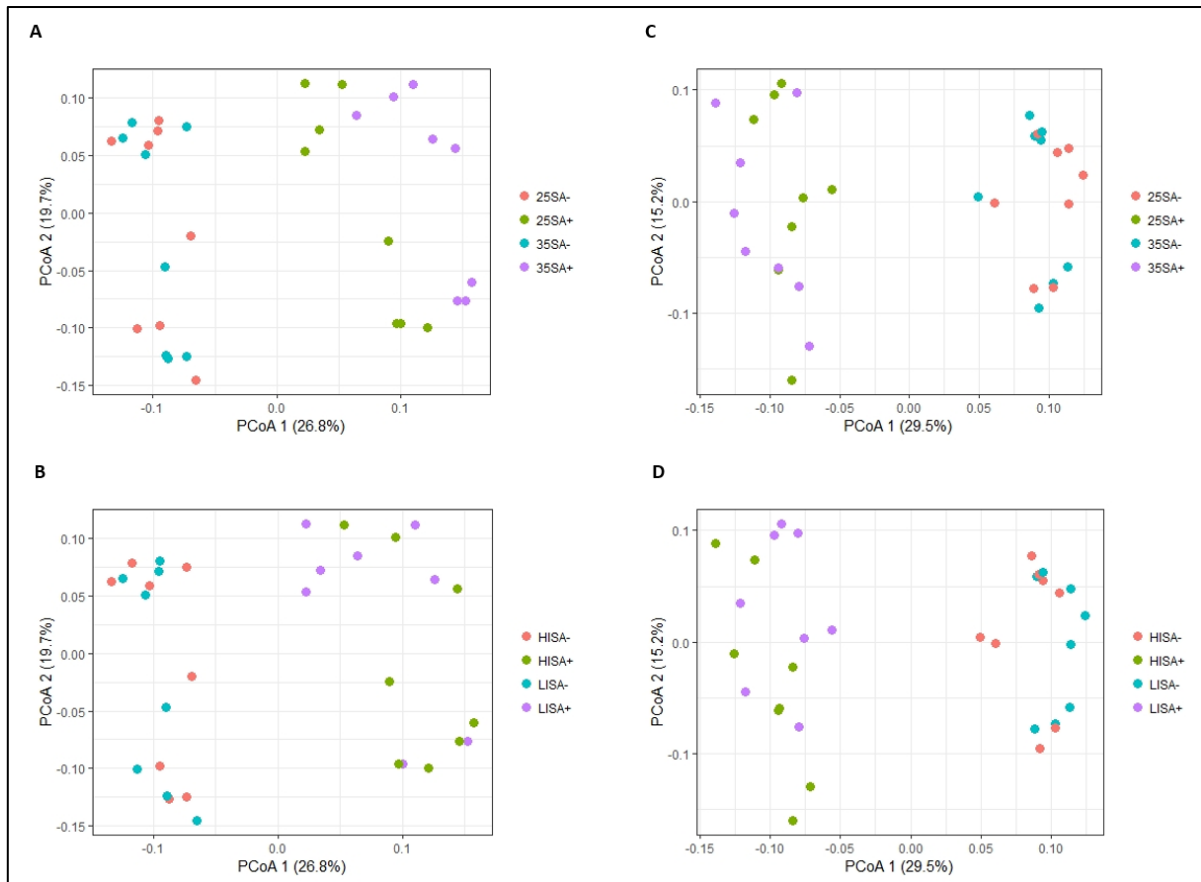 A
0.10
0.05
0.00
-0.05
-0.10
-0.15
PCoA 2 (19.7%)
-0.1
0.0
0.1
PCoA 1 (26.8%)
25SA-
25SA+
35SA-
35SA+
C
0.1
0.0
-0.1
PCoA 2 (15.2%)
-0.15
-0.10
-0.05
0.00
0.05
0.10
PCoA 1 (29.5%)
25SA-
25SA+
35SA-
35SA+
B
0.10
0.05
0.00
-0.05
-0.10
-0.15
PCoA 2 (19.7%)
-0.1
0.0
0.1
PCoA 1 (26.8%)
HISA-
HISA+
LISA-
LISA+
D
0.1
0.0
-0.1
PCoA 2 (15.2%)
-0.15
-0.10
-0.05
0.00
0.05
0.10
PCoA 1 (29.5%)
HISA-
HISA+
LISA-
LISA+